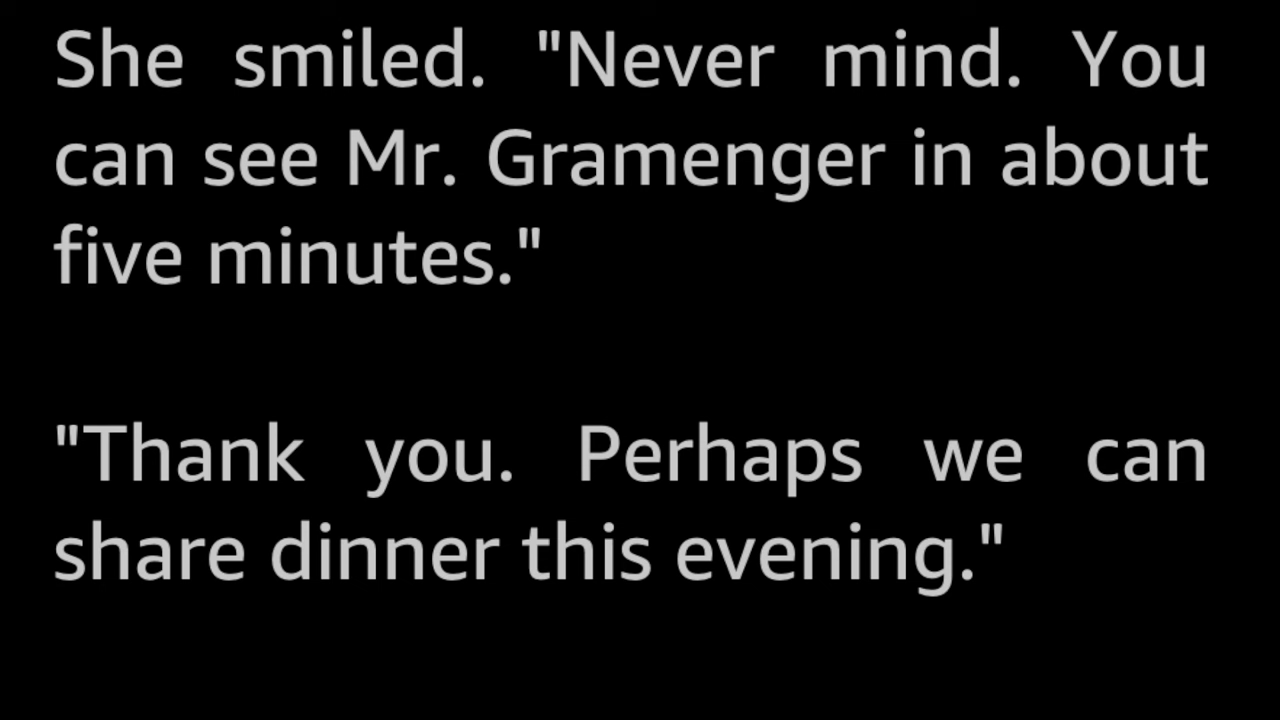 She smiled. "Never mind. You
can see Mr. Gramenger in about
five minutes."
"Thank you. Perhaps we can
share dinner this evening."